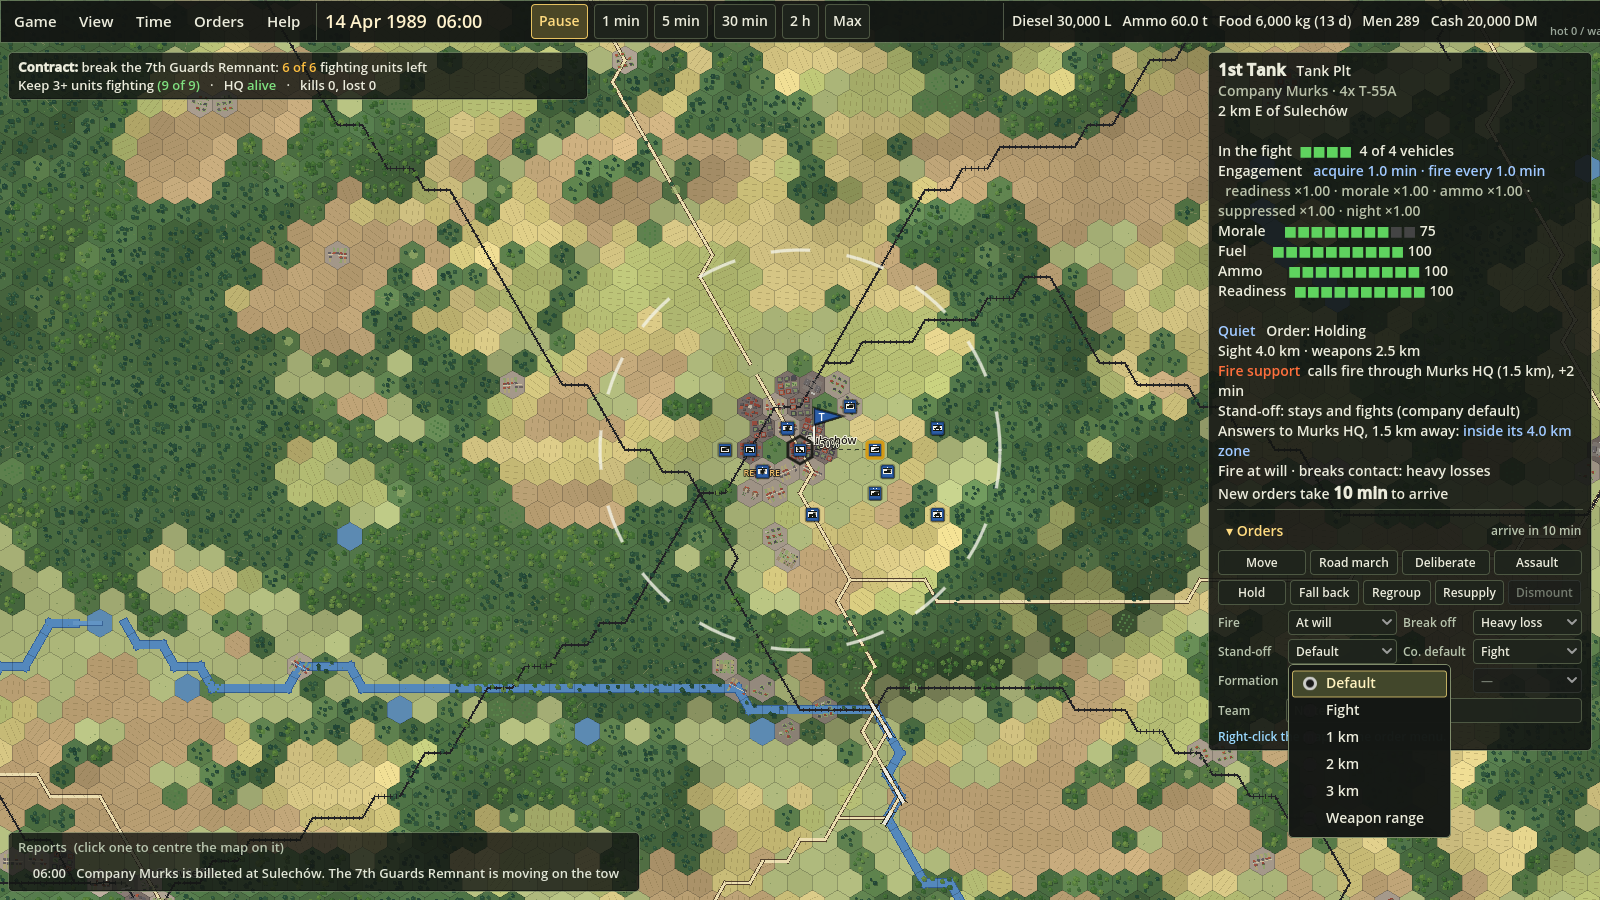 Game View Time Orders Help 14 Apr 1989 06:00 Pause 1 min 5 min 30 min 2 h Max Diesel 30,000 L Ammo 60.0 t Food 6,000 kg (13 d) Men 289 Cash 20,000 DM
hot 0 / wa
Contract: break the 7th Guards Remnant: 6 of 6 fighting units left
Keep 3+ units fighting (9 of 9) · HQ alive · kills 0, lost 0
1st Tank Tank Plt
Company Murks · 4x T-55A
2 km E of Sulechów
In the fight 4 of 4 vehicles
Engagement acquire 1.0 min · fire every 1.0 min
readiness ×1.00 · morale ×1.00 · ammo ×1.00 ·
suppressed ×1.00 · night ×1.00
Morale 75
Fuel 100
Ammo 100
Readiness 100
Quiet Order: Holding
Sight 4.0 km · weapons 2.5 km
Fire support calls fire through Murks HQ (1.5 km), +2
min
Stand-off: stays and fights (company default)
Answers to Murks HQ, 1.5 km away: inside its 4.0 km
zone
Fire at will · breaks contact: heavy losses
New orders take 10 min to arrive
▾ Orders arrive in 10 min
Move Road march Deliberate Assault
Hold Fall back Regroup Resupply Dismount
Fire At will Break off Heavy loss
Stand-off Default Co. default Fight
Formation —
Team
Right-click th
Default
Fight
1 km
2 km
3 km
Weapon range
T
50%
RE RE
Reports (click one to centre the map on it)
06:00 Company Murks is billeted at Sulechów. The 7th Guards Remnant is moving on the tow